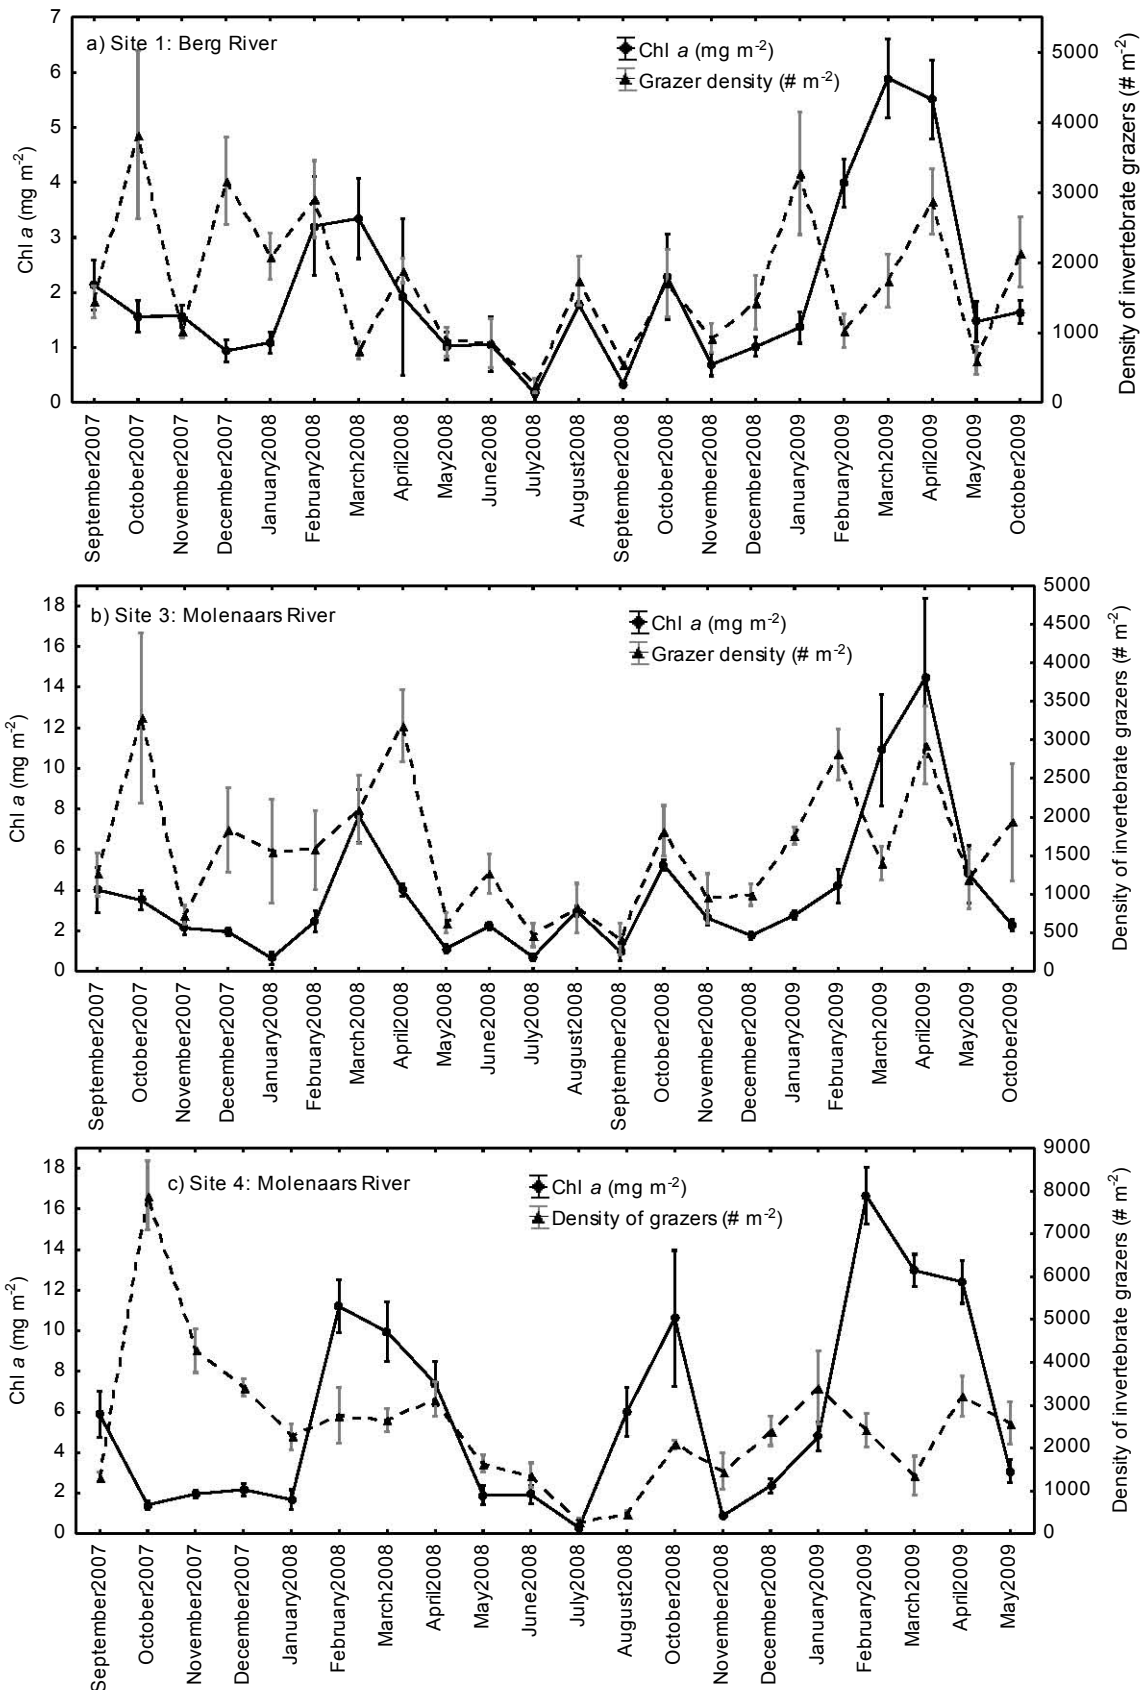 a) Site 1: Berg River
Chl a (mg m-2)
Grazer density (# m-2)
7
6
5
4
3
2
1
0
Chl a (mg m-2)
5000
4000
3000
2000
1000
0
Density of invertebrate grazers (# m-2)
September2007
October2007
November2007
December2007
January2008
February2008
March2008
April2008
May2008
June2008
July2008
August2008
September2008
October2008
November2008
December2008
January2009
February2009
March2009
April2009
May2009
October2009
b) Site 3: Molenaars River
Chl a (mg m-2)
Grazer density (# m-2)
18
16
14
12
10
8
6
4
2
0
Chl a (mg m-2)
5000
4500
4000
3500
3000
2500
2000
1500
1000
500
0
Density of invertebrate grazers (# m-2)
September2007
October2007
November2007
December2007
January2008
February2008
March2008
April2008
May2008
June2008
July2008
August2008
September2008
October2008
November2008
December2008
January2009
February2009
March2009
April2009
May2009
October2009
c) Site 4: Molenaars River
Chl a (mg m-2)
Density of grazers (# m-2)
18
16
14
12
10
8
6
4
2
0
Chl a (mg m-2)
9000
8000
7000
6000
5000
4000
3000
2000
1000
0
Density of invertebrate grazers (# m-2)
September2007
October2007
November2007
December2007
January2008
February2008
March2008
April2008
May2008
June2008
July2008
August2008
October2008
November2008
December2008
January2009
February2009
March2009
April2009
May2009